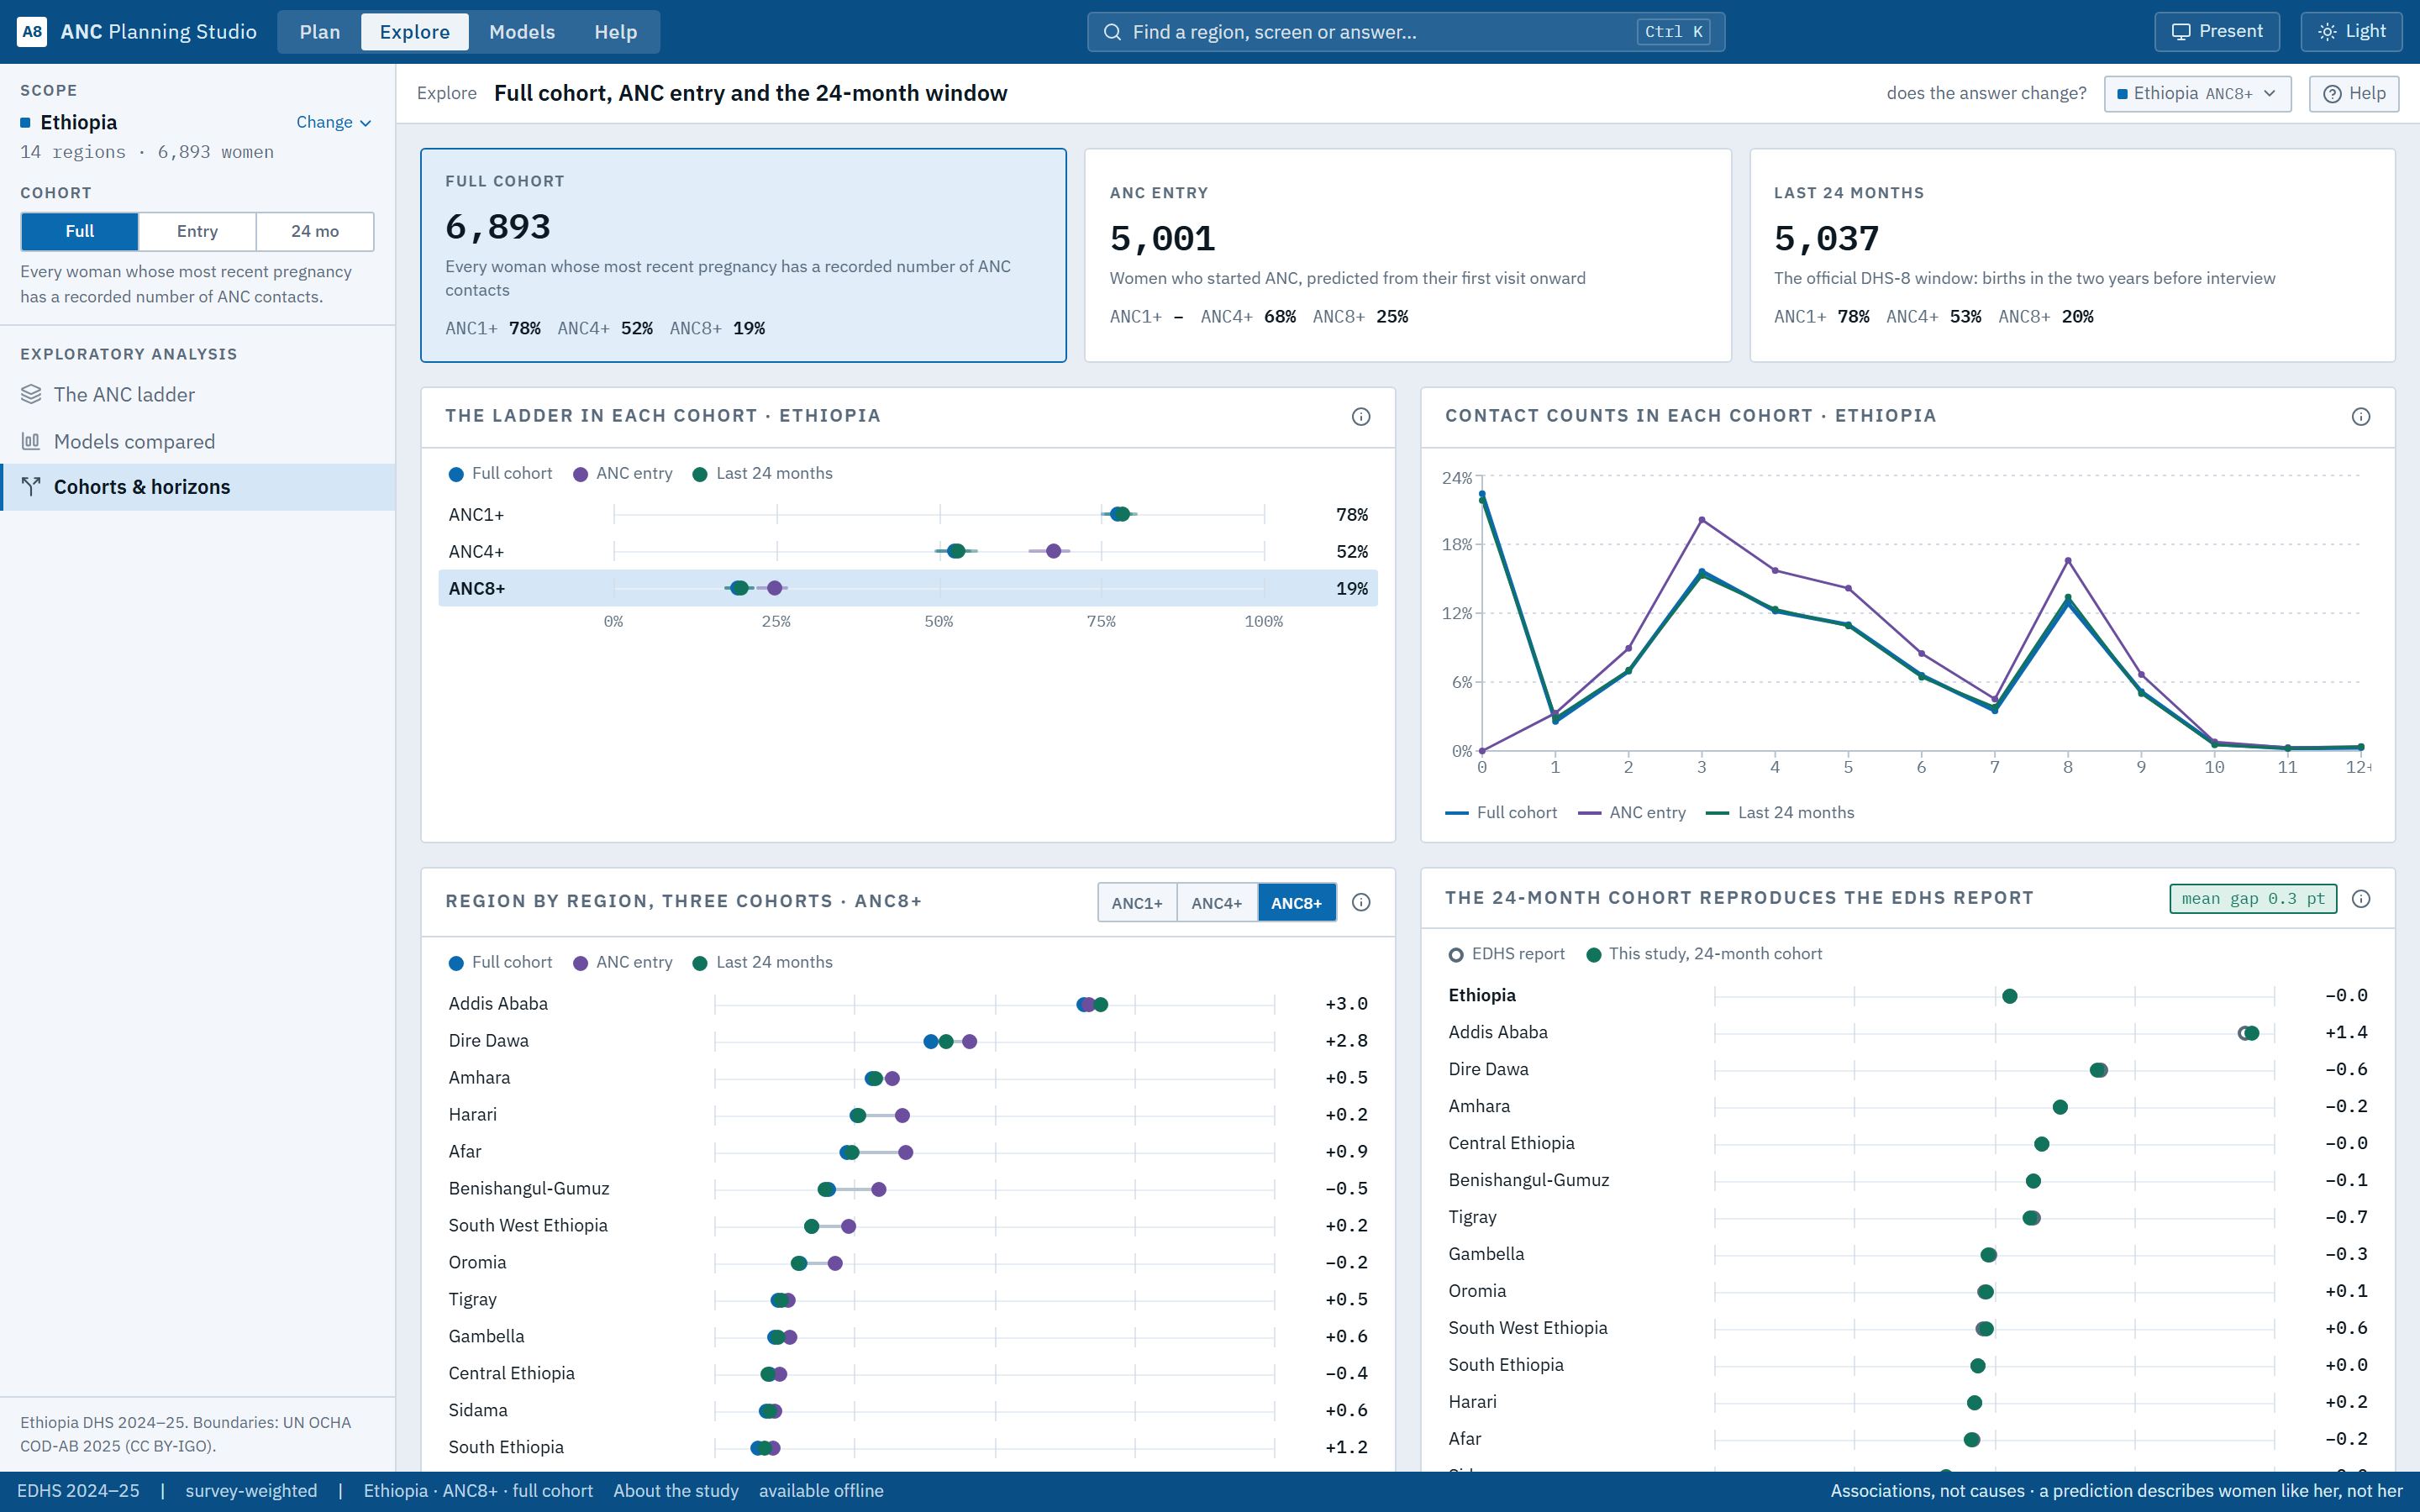 A8 ANC Planning Studio Plan Explore Models Help Find a region, screen or answer... Ctrl K Present Light
SCOPE
Ethiopia Change
14 regions · 6,893 women
COHORT
Full Entry 24 mo
Every woman whose most recent pregnancy
has a recorded number of ANC contacts.
EXPLORATORY ANALYSIS
The ANC ladder
Models compared
Cohorts & horizons
Ethiopia DHS 2024–25. Boundaries: UN OCHA
COD-AB 2025 (CC BY-IGO).
Explore Full cohort, ANC entry and the 24-month window does the answer change? Ethiopia ANC8+ Help
FULL COHORT
6,893
Every woman whose most recent pregnancy has a recorded number of ANC
contacts
ANC1+ 78% ANC4+ 52% ANC8+ 19%
ANC ENTRY
5,001
Women who started ANC, predicted from their first visit onward
ANC1+ – ANC4+ 68% ANC8+ 25%
LAST 24 MONTHS
5,037
The official DHS-8 window: births in the two years before interview
ANC1+ 78% ANC4+ 53% ANC8+ 20%
THE LADDER IN EACH COHORT · ETHIOPIA
Full cohort ANC entry Last 24 months
ANC1+ 78%
ANC4+ 52%
ANC8+ 19%
0% 25% 50% 75% 100%
CONTACT COUNTS IN EACH COHORT · ETHIOPIA
24%
18%
12%
6%
0%
0 1 2 3 4 5 6 7 8 9 10 11 12+
Full cohort ANC entry Last 24 months
REGION BY REGION, THREE COHORTS · ANC8+ ANC1+ ANC4+ ANC8+
Full cohort ANC entry Last 24 months
Addis Ababa +3.0
Dire Dawa +2.8
Amhara +0.5
Harari +0.2
Afar +0.9
Benishangul-Gumuz −0.5
South West Ethiopia +0.2
Oromia −0.2
Tigray +0.5
Gambella +0.6
Central Ethiopia −0.4
Sidama +0.6
South Ethiopia +1.2
THE 24-MONTH COHORT REPRODUCES THE EDHS REPORT mean gap 0.3 pt
EDHS report This study, 24-month cohort
Ethiopia −0.0
Addis Ababa +1.4
Dire Dawa −0.6
Amhara −0.2
Central Ethiopia −0.0
Benishangul-Gumuz −0.1
Tigray −0.7
Gambella −0.3
Oromia +0.1
South West Ethiopia +0.6
South Ethiopia +0.0
Harari +0.2
Afar −0.2
EDHS 2024–25 | survey-weighted | Ethiopia · ANC8+ · full cohort About the study available offline Associations, not causes · a prediction describes women like her, not her